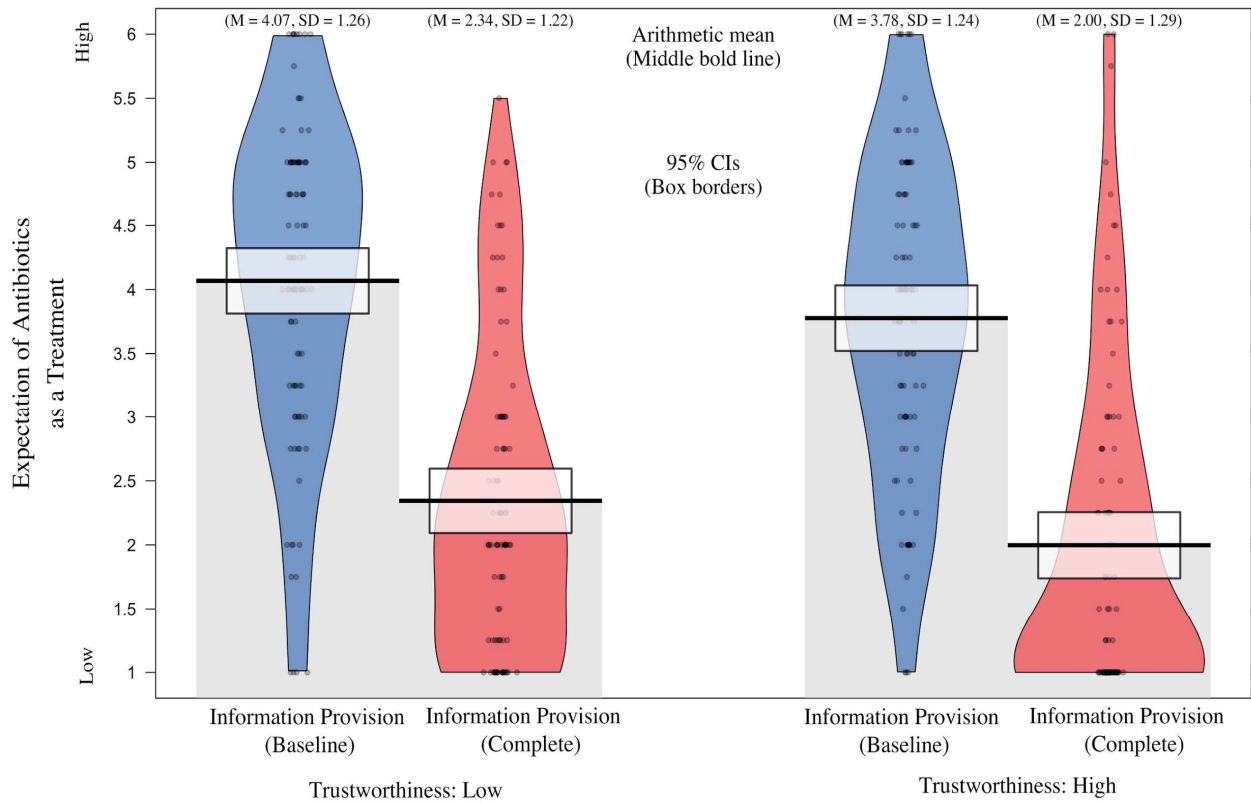 (M = 4.07, SD = 1.26)
(M = 2.34, SD = 1.22)
(M = 3.78, SD = 1.24)
(M = 2.00, SD = 1.29)
Arithmetic mean
(Middle bold line)
95% CIs
(Box borders)
Expectation of Antibiotics
as a Treatment
High
6
5.5
5
4.5
4
3.5
3
2.5
2
1.5
1
Low
Information Provision
(Baseline)
Information Provision
(Complete)
Information Provision
(Baseline)
Information Provision
(Complete)
Trustworthiness: Low
Trustworthiness: High